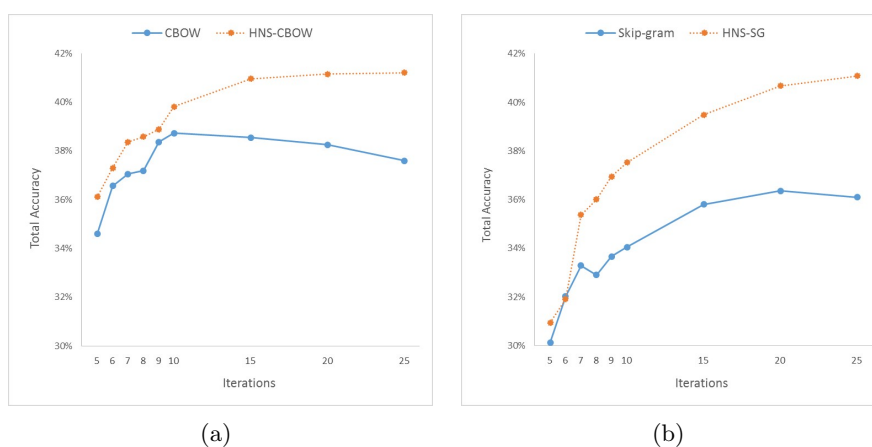 CBOW HNS-CBOW
42%
40%
38%
36%
34%
32%
30%
Total Accuracy
5 6 7 8 9 10 15 20 25
Iterations
(a)
Skip-gram HNS-SG
42%
40%
38%
36%
34%
32%
30%
Total Accuracy
5 6 7 8 9 10 15 20 25
Iterations
(b)